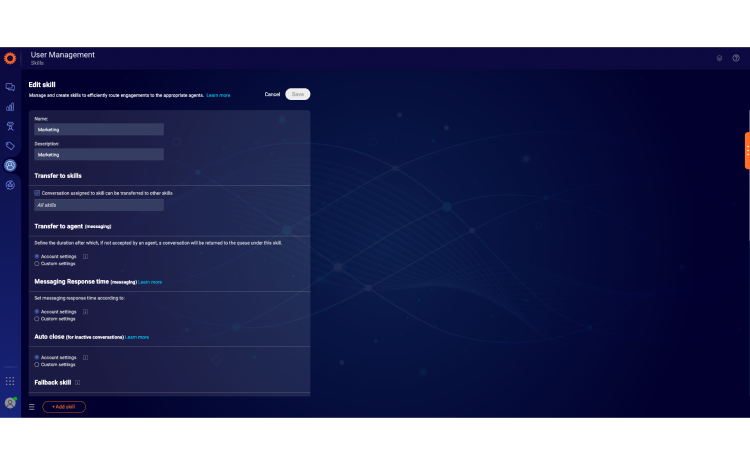 User Management
Skills
Edit skill
Manage and create skills to efficiently route engagements to the appropriate agents. Learn more
Cancel
Save
Name:
Marketing
Description:
Marketing
Transfer to skills
Conversation assigned to skill can be transferred to other skills
All skills
Transfer to agent (messaging)
Define the duration after which, if not accepted by an agent, a conversation will be returned to the queue under this skill.
Account settings
Custom settings
Messaging Response time (messaging) Learn more
Set messaging response time according to:
Account settings
Custom settings
Auto close (for inactive conversations) Learn more
Account settings
Custom settings
Fallback skill
+ Add skill